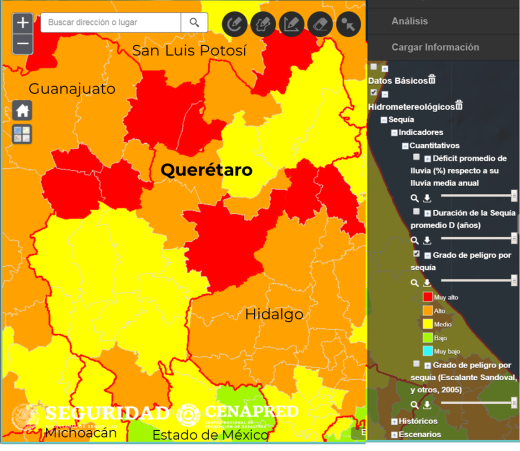 +
Buscar dirección o lugar
−
San Luis Potosí
Guanajuato
Querétaro
Hidalgo
SEGURIDAD
CENAPRED
Michoacán
Estado de México
Análisis
Cargar Información
Datos Básicos
Hidrometereológicos
Sequía
Indicadores
Cuantitativos
Déficit promedio de
lluvia (%) respecto a su
lluvia media anual
Duración de la Sequía
promedio D (años)
Grado de peligro por
sequía
Muy alto
Alto
Medio
Bajo
Muy bajo
Grado de peligro por
sequía (Escalante Sandoval,
y otros, 2005)
Históricos
Escenarios